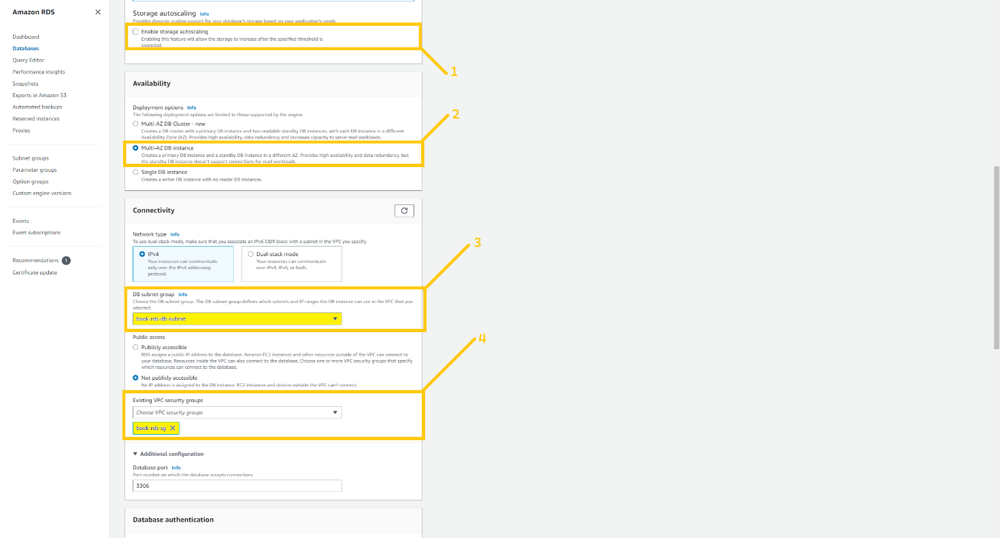 Amazon RDS
Dashboard
Databases
Query Editor
Performance insights
Snapshots
Exports in Amazon S3
Automated backups
Reserved instances
Proxies
Subnet groups
Parameter groups
Option groups
Custom engine versions
Events
Event subscriptions
Recommendations 1
Certificate update
Storage autoscaling Info
Provides dynamic scaling support for your database's storage based on your application's needs.
Enable storage autoscaling
Enabling this feature will allow the storage to increase after the specified threshold is
exceeded.
1
Availability
Deployment options Info
The following deployment options are limited to those supported by the engine.
2
Multi-AZ DB Cluster - new
Creates a DB cluster with a primary DB instance and two readable standby DB instances, with each DB instance in a different
Availability Zone (AZ). Provides high availability, data redundancy and increases capacity to serve read workloads.
Multi-AZ DB instance
Creates a primary DB instance and a standby DB instance in a different AZ. Provides high availability and data redundancy, but
the standby DB instance doesn't support connections for read workloads.
Single DB instance
Creates a writer DB instance with no reader DB instances.
Connectivity
Network type Info
To use dual-stack mode, make sure that you associate an IPv6 CIDR block with a subnet in the VPC you specify.
3
IPv4
Your resources can communicate
only over the IPv4 addressing
protocol.
Dual-stack mode
Your resources can communicate
over IPv4, IPv6, or both.
DB subnet group Info
Choose the DB subnet group. The DB subnet group defines which subnets and IP ranges the DB instance can use in the VPC that you
selected.
book-rds-db-subnet
Public access
4
Publicly accessible
RDS assigns a public IP address to the database. Amazon EC2 instances and other resources outside of the VPC can connect to
your database. Resources inside the VPC can also connect to the database. Choose one or more VPC security groups that specify
which resources can connect to the database.
Not publicly accessible
No IP address is assigned to the DB instance. EC2 instances and devices outside the VPC can't connect.
Existing VPC security groups
Choose VPC security groups
book-rds-sg
Additional configuration
Database port Info
Port number on which the database accepts connections
3306
Database authentication